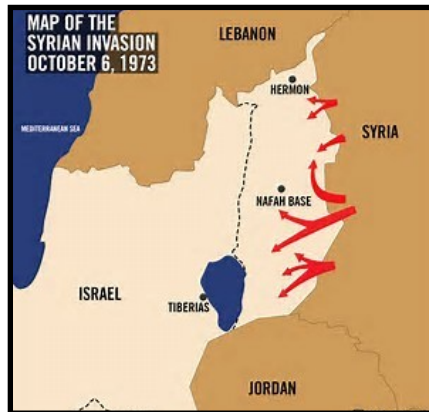 MAP OF THE
SYRIAN INVASION
OCTOBER 6, 1973
LEBANON
HERMON
MEDITERRANEAN SEA
SYRIA
NAFAH BASE
ISRAEL
TIBERIAS
JORDAN